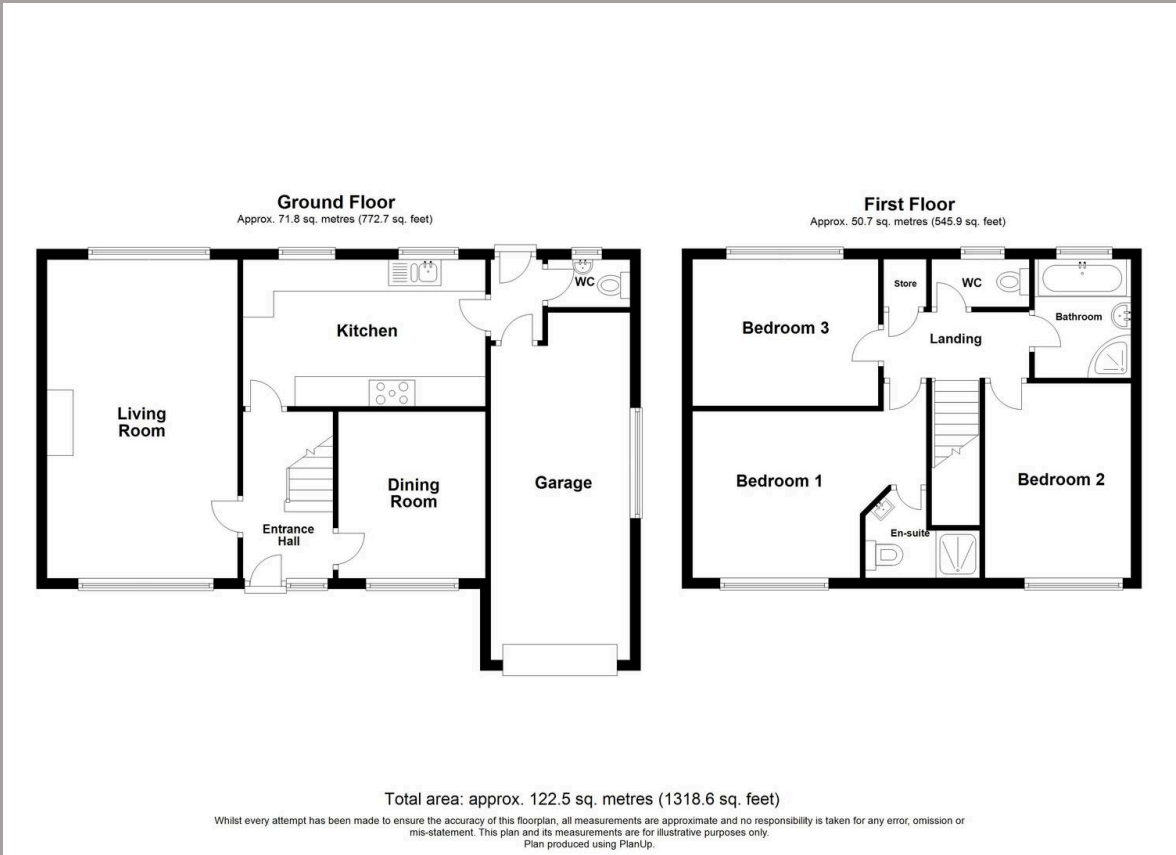 Ground Floor
Approx. 71.8 sq. metres (772.7 sq. feet)
WC
Kitchen
Living
Room
Dining
Room
Garage
Entrance
Hall
First Floor
Approx. 50.7 sq. metres (545.9 sq. feet)
Store
WC
Bathroom
Bedroom 3
Landing
Bedroom 1
Bedroom 2
En-suite
Total area: approx. 122.5 sq. metres (1318.6 sq. feet)
Whilst every attempt has been made to ensure the accuracy of this floorplan, all measurements are approximate and no responsibility is taken for any error, omission or
mis-statement. This plan and its measurements are for illustrative purposes only.
Plan produced using PlanUp.